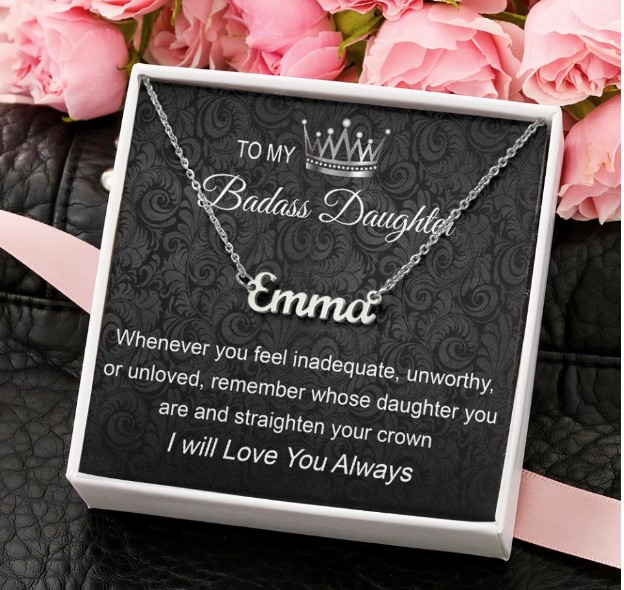 TO MY
Badass Daughter
Emma
Whenever you feel inadequate, unworthy,
or unloved, remember whose daughter you
are and straighten your crown
I will Love You Always